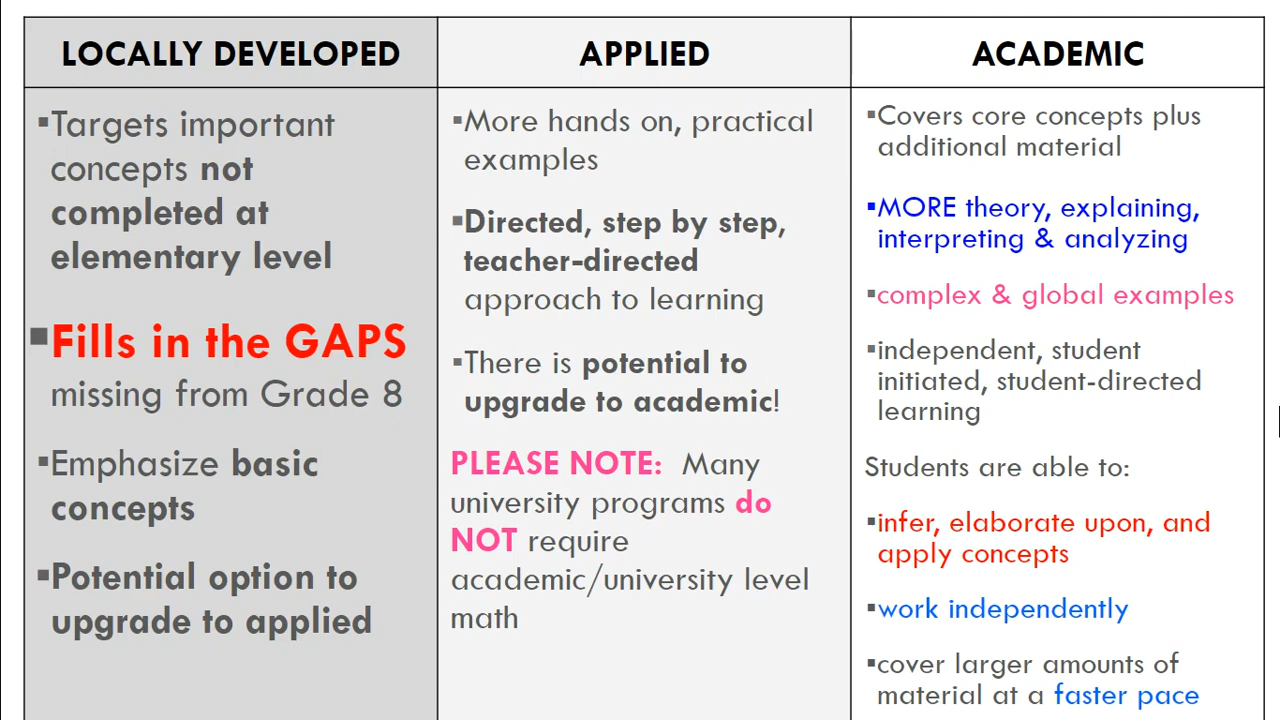 LOCALLY DEVELOPED
▪Targets important
concepts not
completed at
elementary level
▪Fills in the GAPS
missing from Grade 8
▪Emphasize basic
concepts
▪Potential option to
upgrade to applied
APPLIED
▪More hands on, practical
examples
▪Directed, step by step,
teacher-directed
approach to learning
▪There is potential to
upgrade to academic!
PLEASE NOTE: Many
university programs do
NOT require
academic/university level
math
ACADEMIC
▪Covers core concepts plus
additional material
▪MORE theory, explaining,
interpreting & analyzing
▪complex & global examples
▪independent, student
initiated, student-directed
learning
Students are able to:
▪infer, elaborate upon, and
apply concepts
▪work independently
▪cover larger amounts of
material at a faster pace